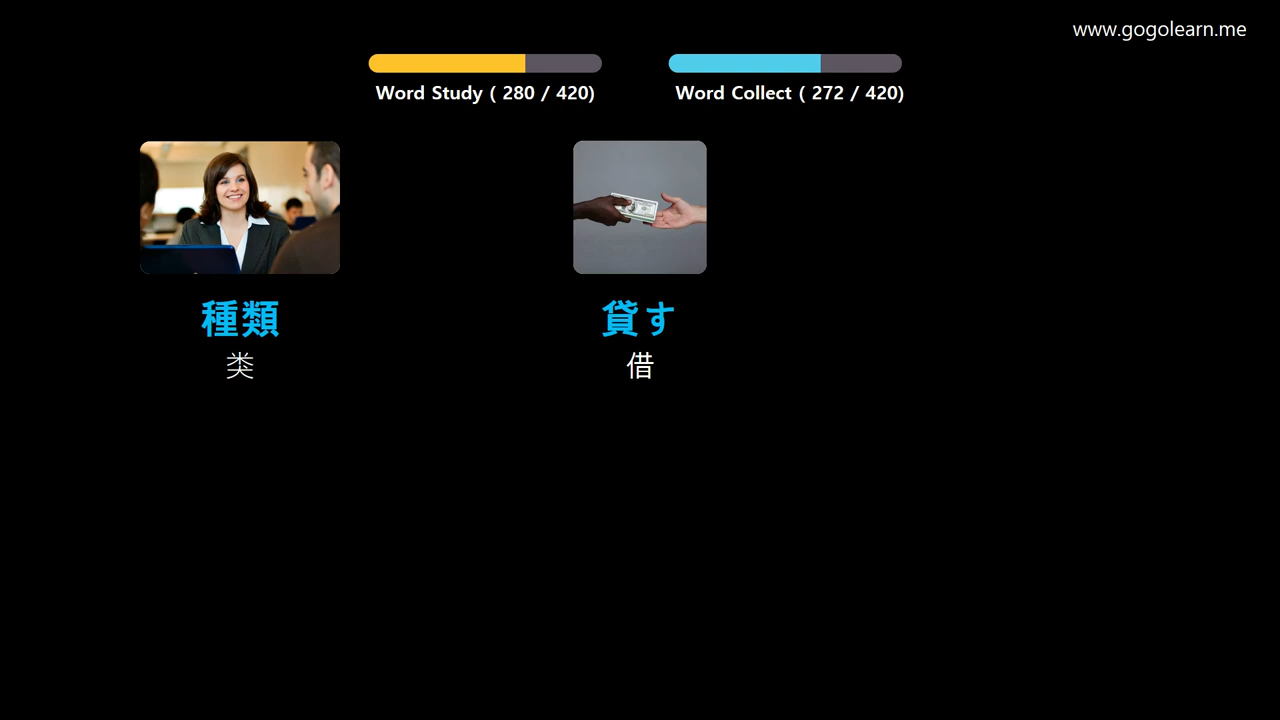 www.gogolearn.me
Word Study ( 280 / 420)
Word Collect ( 272 / 420)
種類
类
貸す
借